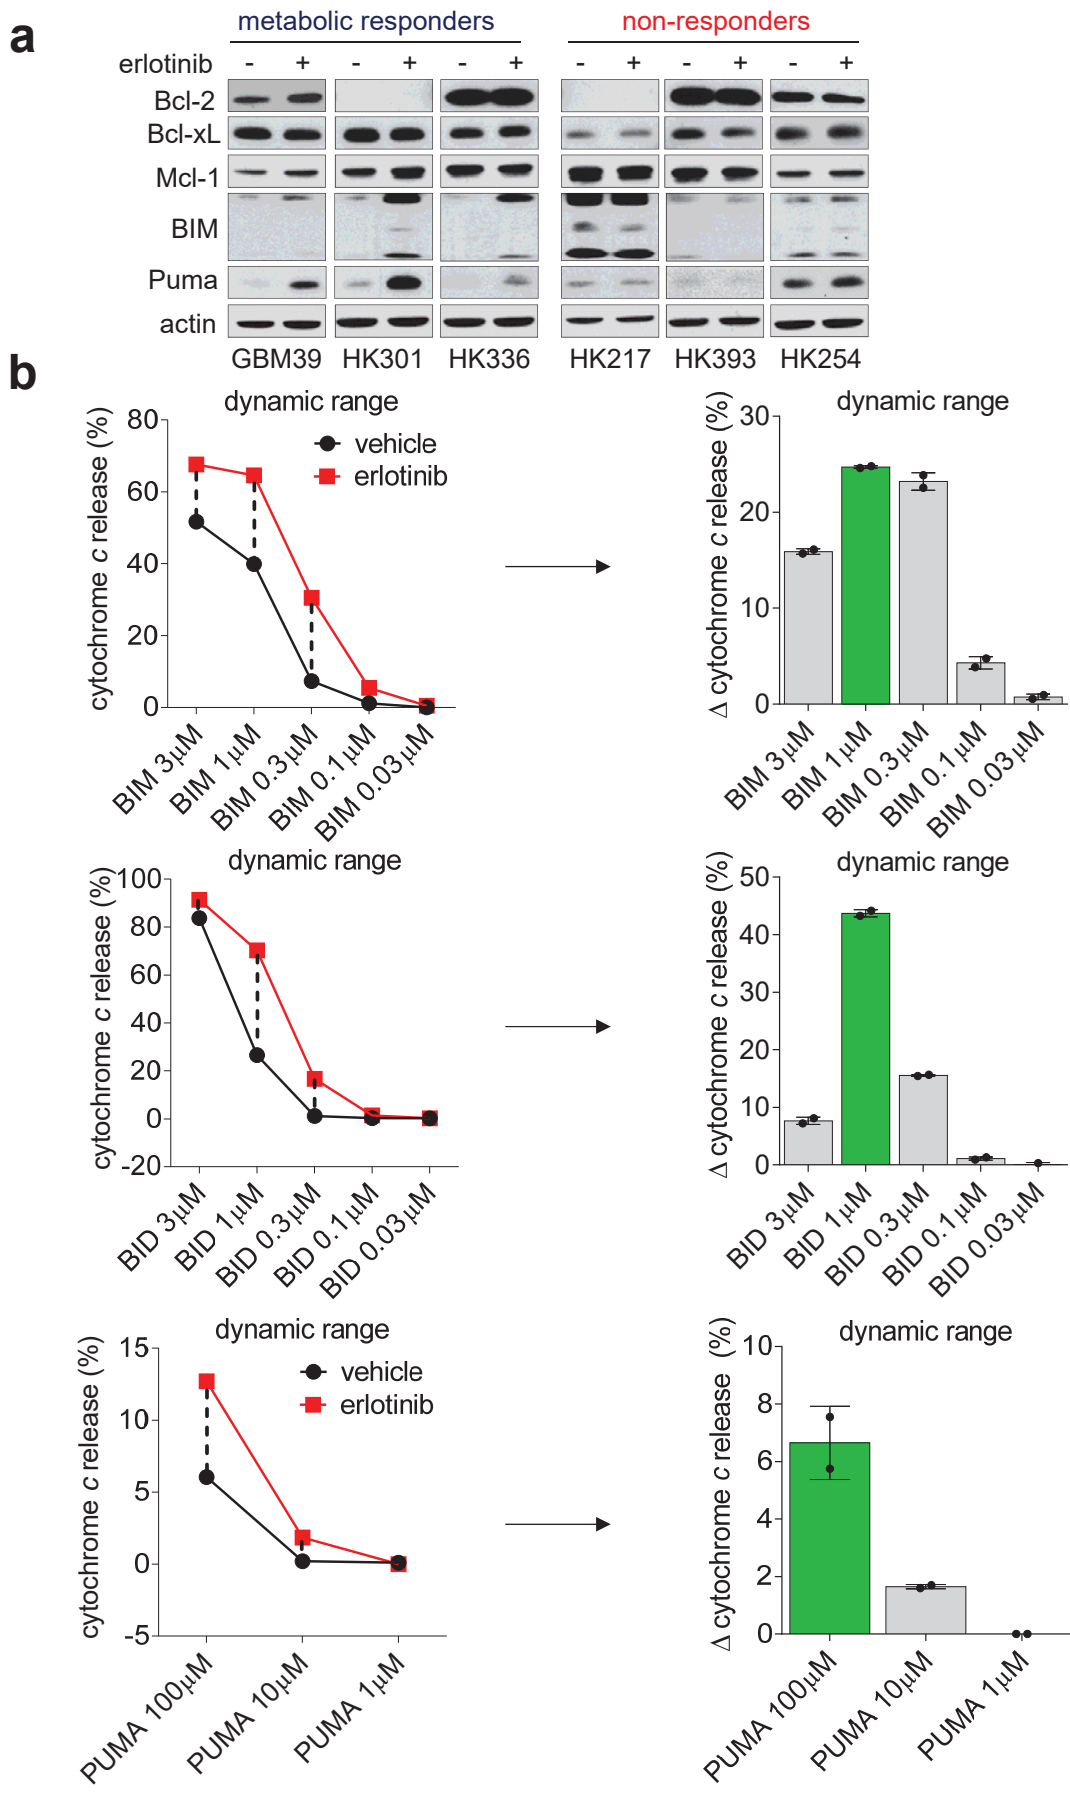 a
metabolic responders
non-responders
erlotinib - + - + - + - + - + - +
Bcl-2
Bcl-xL
Mcl-1
BIM
Puma
actin
GBM39 HK301 HK336 HK217 HK393 HK254
b
dynamic range
cytochrome c release (%)
80
60
40
20
0
vehicle
erlotinib
BIM 3μM
BIM 1μM
BIM 0.3μM
BIM 0.1μM
BIM 0.03μM
dynamic range
Δ cytochrome c release (%)
30
20
10
0
BIM 3μM
BIM 1μM
BIM 0.3μM
BIM 0.1μM
BIM 0.03μM
dynamic range
cytochrome c release (%)
100
80
60
40
20
0
-20
BID 3μM
BID 1μM
BID 0.3μM
BID 0.1μM
BID 0.03μM
dynamic range
Δ cytochrome c release (%)
50
40
30
20
10
0
BID 3μM
BID 1μM
BID 0.3μM
BID 0.1μM
BID 0.03μM
dynamic range
cytochrome c release (%)
15
10
5
0
-5
vehicle
erlotinib
PUMA 100μM
PUMA 10μM
PUMA 1μM
dynamic range
Δ cytochrome c release (%)
10
8
6
4
2
0
PUMA 100μM
PUMA 10μM
PUMA 1μM